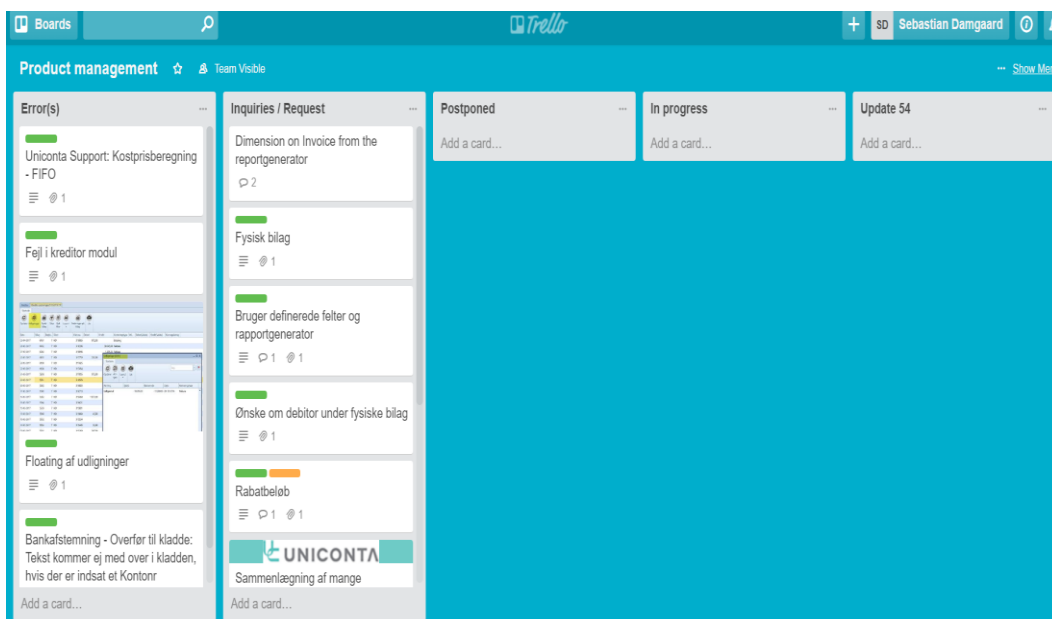 Boards
Trello
+ SD Sebastian Damgaard
Product management
Team Visible
... Show Men
Error(s)
Uniconta Support: Kostprisberegning
- FIFO
1
Fejl i kreditor modul
1
Floating af udligninger
1
Bankafstemning - Overfør til kladde:
Tekst kommer ej med over i kladden,
hvis der er indsat et Kontonr
Add a card...
Inquiries / Request
Dimension on Invoice from the
reportgenerator
2
Fysisk bilag
1
Bruger definerede felter og
rapportgenerator
1 1
Ønske om debitor under fysiske bilag
1
Rabatbeløb
1 1
UNICONTA
Sammenlægning af mange
Add a card...
Postponed
Add a card...
In progress
Add a card...
Update 54
Add a card...